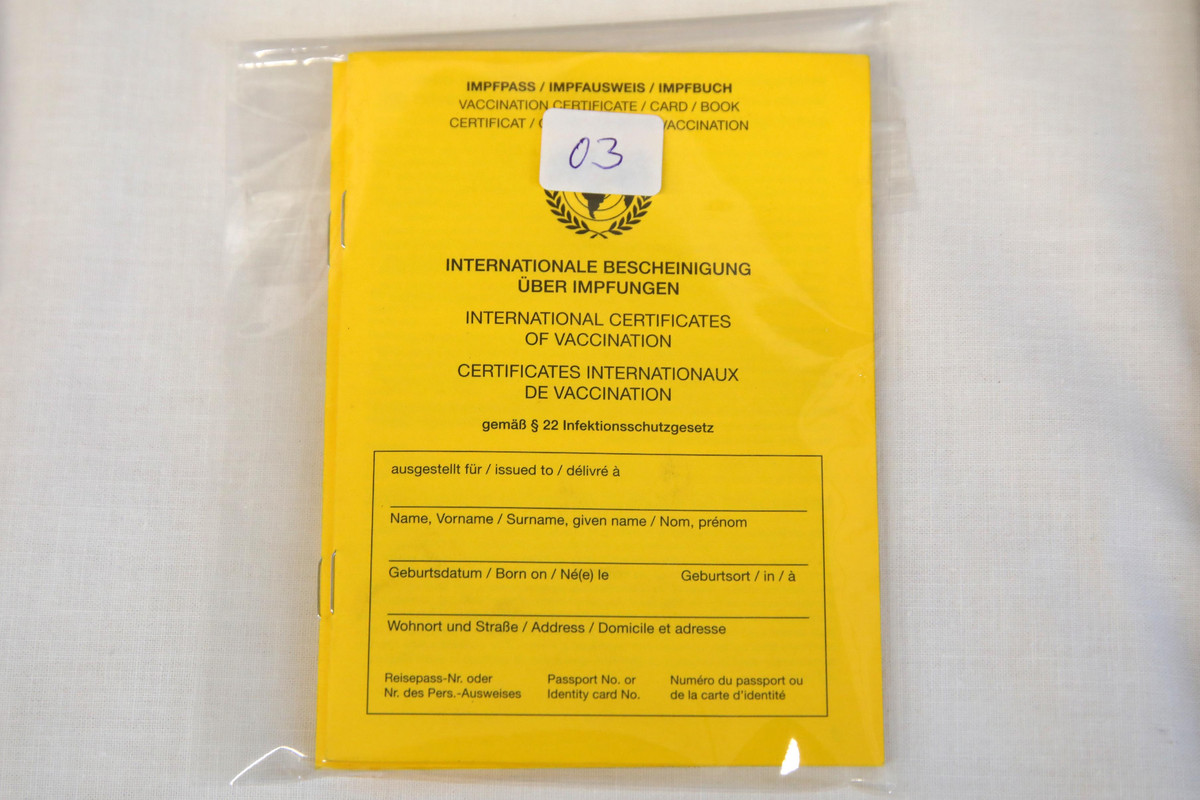 IMPFPASS / IMPFAUSWEIS / IMPFBUCH
VACCINATION CERTIFICATE / CARD / BOOK
CERTIFICAT / VACCINATION
03
INTERNATIONALE BESCHEINIGUNG
ÜBER IMPFUNGEN
INTERNATIONAL CERTIFICATES
OF VACCINATION
CERTIFICATES INTERNATIONAUX
DE VACCINATION
gemäß § 22 Infektionsschutzgesetz
ausgestellt für / issued to / délivré à
Name, Vorname / Surname, given name / Nom, prénom
Geburtsdatum / Born on / Né(e) le Geburtsort / in / à
Wohnort und Straße / Address / Domicile et adresse
Reisepass-Nr. oder Passport No. or Numéro du passport ou
Nr. des Pers.-Ausweises Identity card No. de la carte d'identité